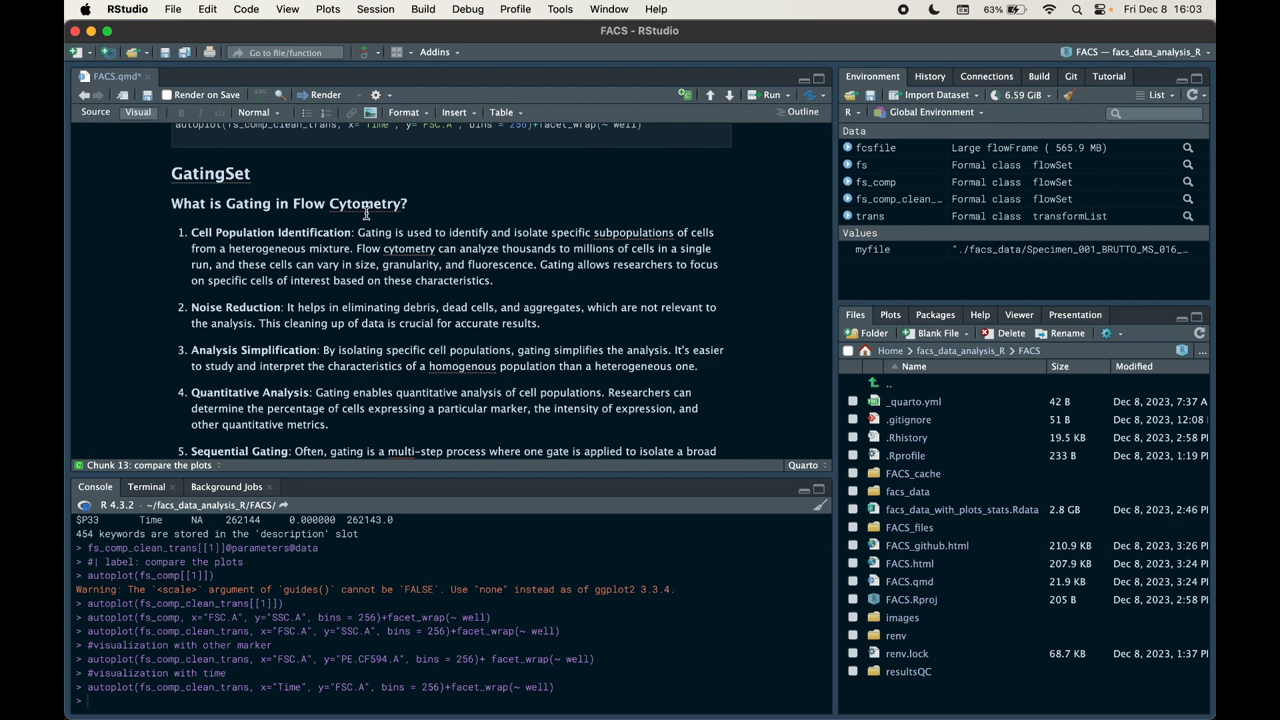 RStudio File Edit Code View Plots Session Build Debug Profile Tools Window Help 63% Fri Dec 8 16:03
FACS - RStudio
Go to file/function Addins FACS — facs_data_analysis_R
FACS.qmd*
Render on Save Render Run
Source Visual B I Normal Format Insert Table Outline
autoplot(fs_comp_clean_trans, x="Time", y="FSC.A", bins = 256)+facet_wrap(~ well)
GatingSet
What is Gating in Flow Cytometry?
1. Cell Population Identification: Gating is used to identify and isolate specific subpopulations of cells
from a heterogeneous mixture. Flow cytometry can analyze thousands to millions of cells in a single
run, and these cells can vary in size, granularity, and fluorescence. Gating allows researchers to focus
on specific cells of interest based on these characteristics.
2. Noise Reduction: It helps in eliminating debris, dead cells, and aggregates, which are not relevant to
the analysis. This cleaning up of data is crucial for accurate results.
3. Analysis Simplification: By isolating specific cell populations, gating simplifies the analysis. It's easier
to study and interpret the characteristics of a homogenous population than a heterogeneous one.
4. Quantitative Analysis: Gating enables quantitative analysis of cell populations. Researchers can
determine the percentage of cells expressing a particular marker, the intensity of expression, and
other quantitative metrics.
5. Sequential Gating: Often, gating is a multi-step process where one gate is applied to isolate a broad
Chunk 13: compare the plots Quarto
Console Terminal Background Jobs
R 4.3.2 · ~/facs_data_analysis_R/FACS/
$P33 Time NA 262144 0.000000 262143.0
454 keywords are stored in the 'description' slot
> fs_comp_clean_trans[[1]]@parameters@data
> #| label: compare the plots
> autoplot(fs_comp[[1]])
Warning: The `<scale>` argument of `guides()` cannot be `FALSE`. Use "none" instead as of ggplot2 3.3.4.
> autoplot(fs_comp_clean_trans[[1]])
> autoplot(fs_comp, x="FSC.A", y="SSC.A", bins = 256)+facet_wrap(~ well)
> autoplot(fs_comp_clean_trans, x="FSC.A", y="SSC.A", bins = 256)+facet_wrap(~ well)
> #visualization with other marker
> autoplot(fs_comp_clean_trans, x="FSC.A", y="PE.CF594.A", bins = 256)+ facet_wrap(~ well)
> #visualization with time
> autoplot(fs_comp_clean_trans, x="Time", y="FSC.A", bins = 256)+facet_wrap(~ well)
>
Environment History Connections Build Git Tutorial
Import Dataset 6.59 GiB List
R Global Environment
Data
fcsfile Large flowFrame ( 565.9 MB)
fs Formal class flowSet
fs_comp Formal class flowSet
fs_comp_clean_… Formal class flowSet
trans Formal class transformList
Values
myfile "./facs_data/Specimen_001_BRUTTO_MS_016_…
Files Plots Packages Help Viewer Presentation
Folder Blank File Delete Rename
Home > facs_data_analysis_R > FACS ...
Name Size Modified
..
_quarto.yml 42 B Dec 8, 2023, 7:37 A
.gitignore 51 B Dec 8, 2023, 12:08
.Rhistory 19.5 KB Dec 8, 2023, 2:58 P
.Rprofile 233 B Dec 8, 2023, 1:19 P
FACS_cache
facs_data
facs_data_with_plots_stats.Rdata 2.8 GB Dec 8, 2023, 2:46 P
FACS_files
FACS_github.html 210.9 KB Dec 8, 2023, 3:26 P
FACS.html 207.9 KB Dec 8, 2023, 3:24 P
FACS.qmd 21.9 KB Dec 8, 2023, 3:24 P
FACS.Rproj 205 B Dec 8, 2023, 2:58 P
images
renv
renv.lock 68.7 KB Dec 8, 2023, 1:37 P
resultsQC